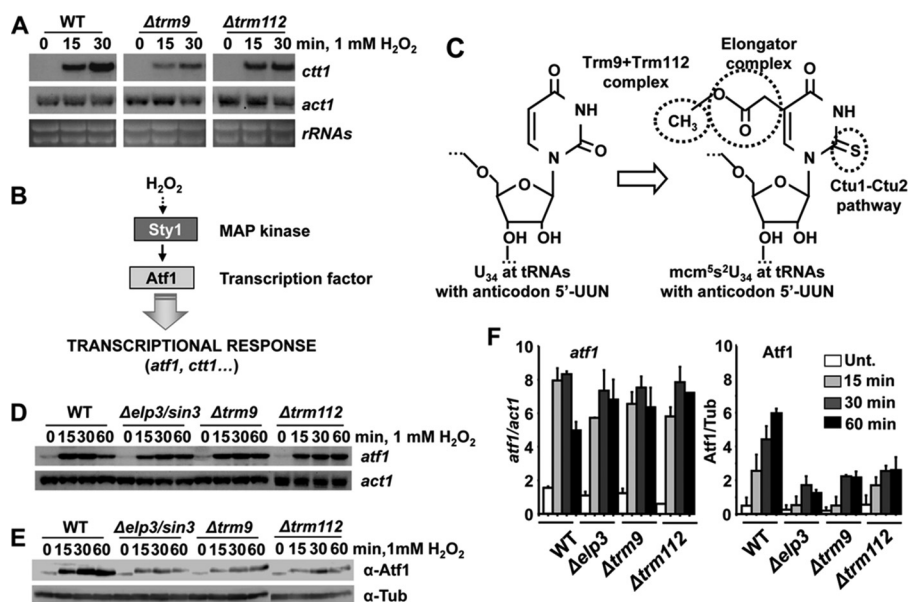 A
WT Δtrm9 Δtrm112
0 15 30 0 15 30 0 15 30 min, 1 mM H₂O₂
ctt1
act1
rRNAs
B
H₂O₂
Sty1 MAP kinase
Atf1 Transcription factor
TRANSCRIPTIONAL RESPONSE
(atf1, ctt1...)
C
Trm9+Trm112
complex
Elongator
complex
O
NH
N
O
O
O
OH OH
U₃₄ at tRNAs
with anticodon 5'-UUN
CH₃
O
O
O
NH
N
S
Ctu1-Ctu2
pathway
O
O
OH OH
mcm⁵s²U₃₄ at tRNAs
with anticodon 5'-UUN
D
WT Δelp3/sin3 Δtrm9 Δtrm112
0 15 30 60 0 15 30 60 0 15 30 60 0 15 30 60 min, 1 mM H₂O₂
atf1
act1
E
WT Δelp3/sin3 Δtrm9 Δtrm112
0 15 30 60 0 15 30 60 0 15 30 60 0 15 30 60 min,1mM H₂O₂
α-Atf1
α-Tub
F
atf1
atf1/act1
10
8
6
4
2
0
WT
Δelp3
Δtrm9
Δtrm112
Atf1
Atf1/Tub
10
8
6
4
2
0
Unt.
15 min
30 min
60 min
WT
Δelp3
Δtrm9
Δtrm112